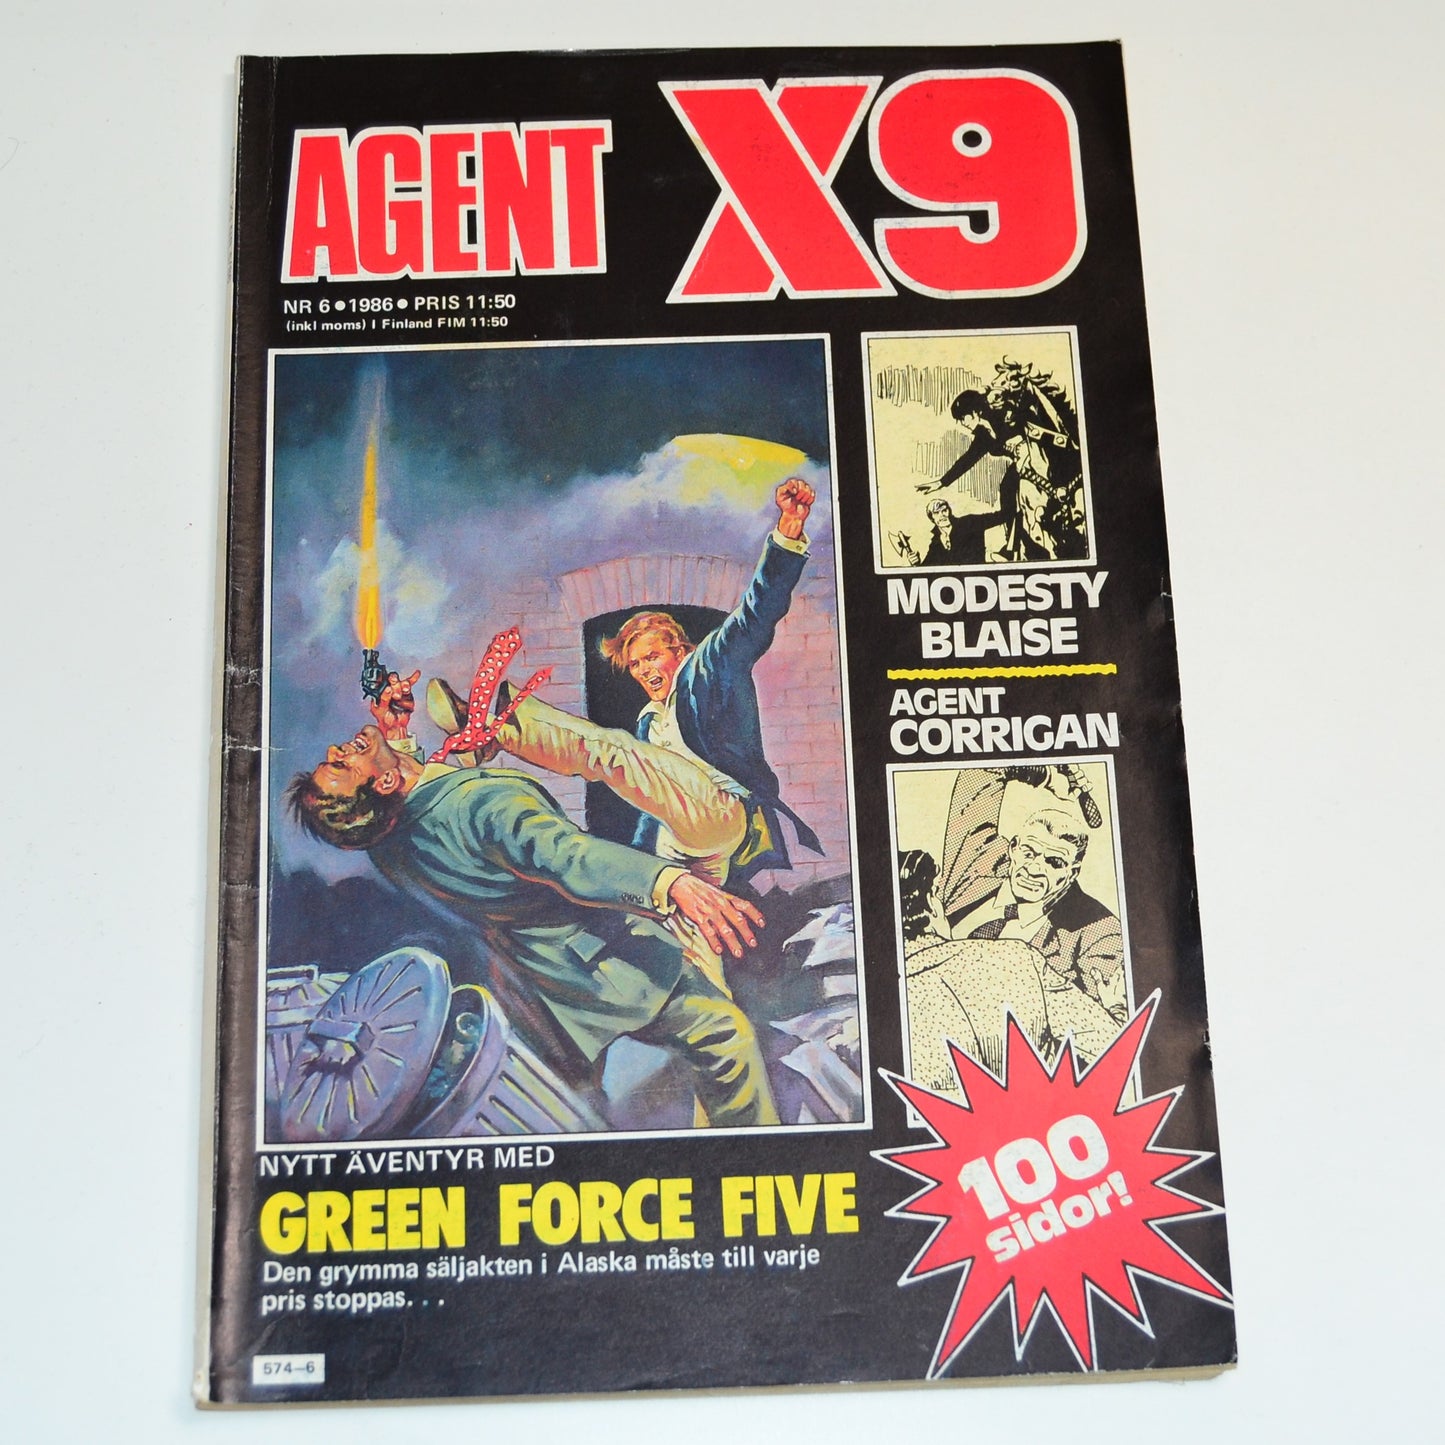 AGENT X9
NR 6 ● 1986 ● PRIS 11:50
(inkl moms) I Finland FIM 11:50
MODESTY
BLAISE
AGENT
CORRIGAN
100
sidor!
NYTT ÄVENTYR MED
GREEN FORCE FIVE
Den grymma säljakten i Alaska måste till varje
pris stoppas. . .
574–6